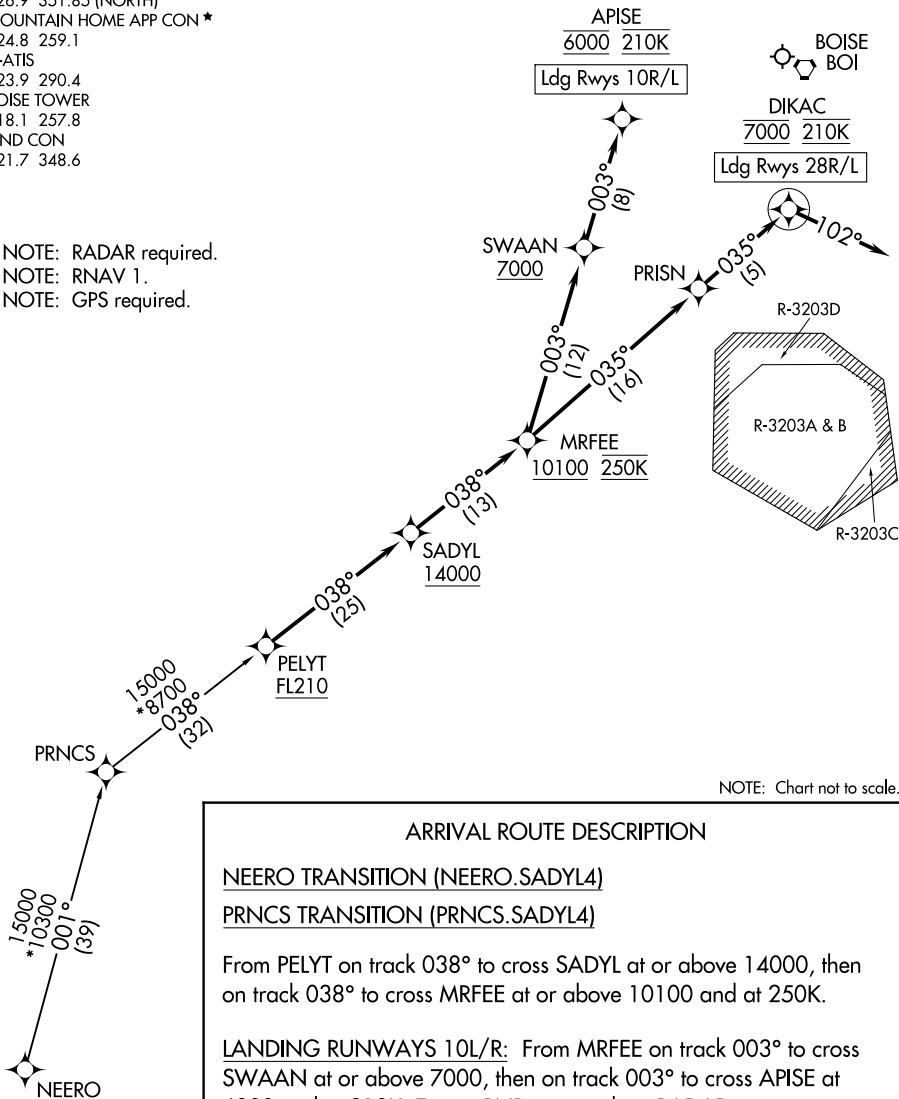 26.9 351.85 (NORTH)
OUNTAIN HOME APP CON ★
24.8 259.1
-ATIS
23.9 290.4
OISE TOWER
18.1 257.8
ND CON
21.7 348.6
NOTE: RADAR required.
NOTE: RNAV 1.
NOTE: GPS required.
APISE
6000 210K
Ldg Rwys 10R/L
BOISE
BOI
DIKAC
7000 210K
Ldg Rwys 28R/L
102°
003°
(8)
SWAAN
7000
PRISN
035°
(5)
003°
(12)
035°
(16)
R-3203D
R-3203A & B
R-3203C
MRFEE
10100 250K
038°
(13)
SADYL
14000
038°
(25)
PELYT
FL210
15000
*8700
038°
(32)
PRNCS
15000
*10300
001°
(39)
NEERO
NOTE: Chart not to scale.
ARRIVAL ROUTE DESCRIPTION
NEERO TRANSITION (NEERO.SADYL4)
PRNCS TRANSITION (PRNCS.SADYL4)
From PELYT on track 038° to cross SADYL at or above 14000, then
on track 038° to cross MRFEE at or above 10100 and at 250K.
LANDING RUNWAYS 10L/R: From MRFEE on track 003° to cross
SWAAN at or above 7000, then on track 003° to cross APISE at